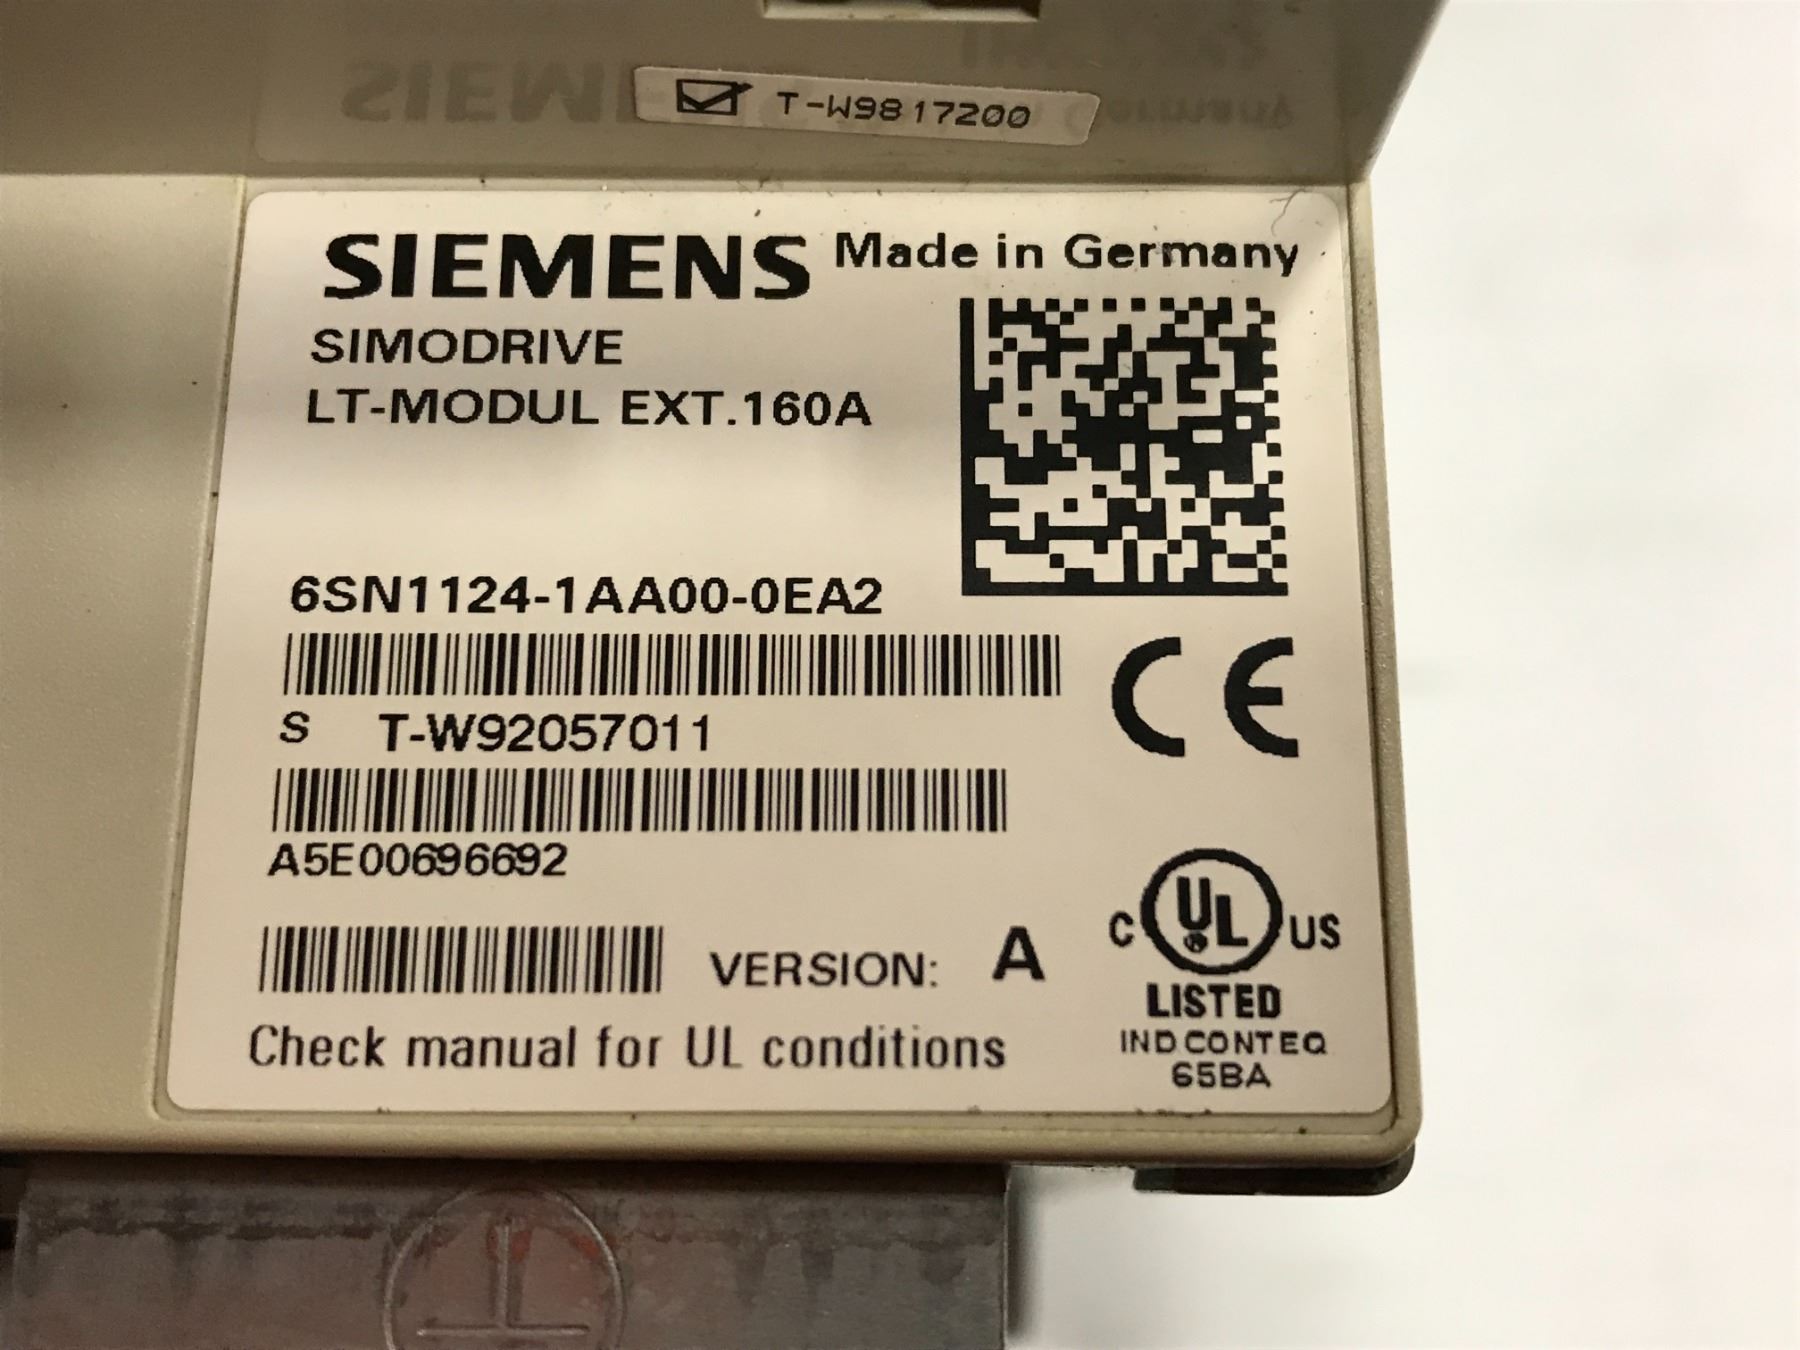 T-W9817200
SIEMENS Made in Germany
SIMODRIVE
LT-MODUL EXT.160A
6SN1124-1AA00-0EA2
S T-W92057011
A5E00696692
VERSION: A
C UL US
LISTED
IND CONT EQ
65BA
Check manual for UL conditions